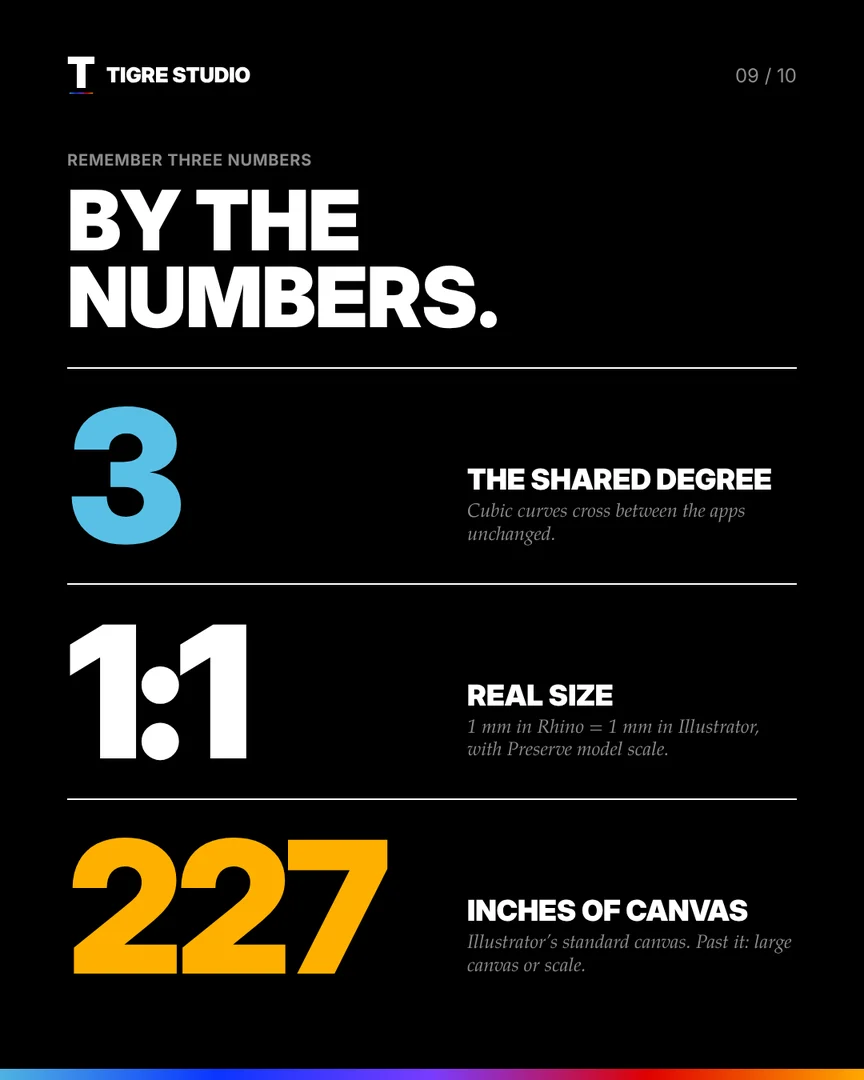 T TIGRE STUDIO
09 / 10
REMEMBER THREE NUMBERS
BY THE
NUMBERS.
3
THE SHARED DEGREE
Cubic curves cross between the apps
unchanged.
1:1
REAL SIZE
1 mm in Rhino = 1 mm in Illustrator,
with Preserve model scale.
227
INCHES OF CANVAS
Illustrator’s standard canvas. Past it: large
canvas or scale.